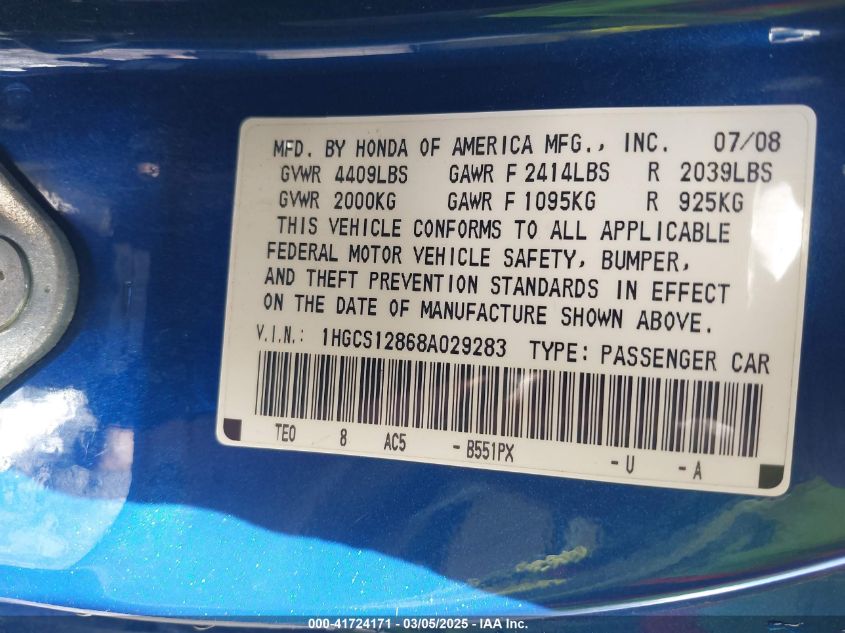 MFD. BY HONDA OF AMERICA MFG., INC. 07/08
GVWR 4409LBS GAWR F 2414LBS R 2039LBS
GVWR 2000KG GAWR F 1095KG R 925KG
THIS VEHICLE CONFORMS TO ALL APPLICABLE
FEDERAL MOTOR VEHICLE SAFETY, BUMPER,
AND THEFT PREVENTION STANDARDS IN EFFECT
ON THE DATE OF MANUFACTURE SHOWN ABOVE.
V.I.N.: 1HGCS12868A029283 TYPE: PASSENGER CAR
TE0 8 AC5 - B551PX - U - A
000-41724171 - 03/05/2025 - IAA Inc.